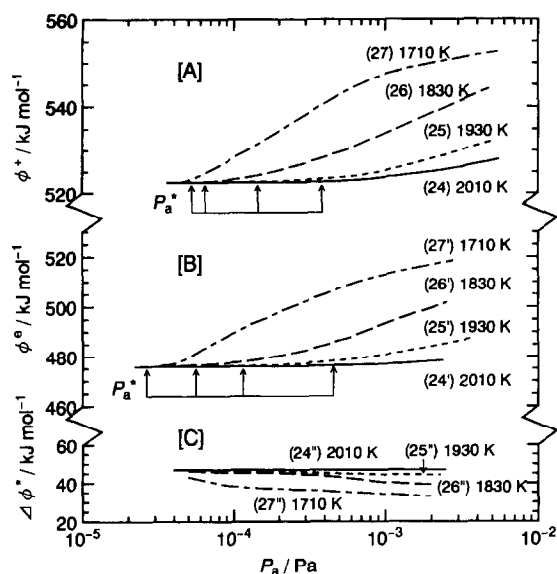 560
[A]
(27) 1710 K
(26) 1830 K
540
(25) 1930 K
ϕ⁺ / kJ mol⁻¹
520
(24) 2010 K
Pₐ*
[B]
(27') 1710 K
520
(26') 1830 K
500
(25') 1930 K
ϕᵉ / kJ mol⁻¹
480
(24') 2010 K
460
Pₐ*
[C]
(24") 2010 K
(25") 1930 K
60
40
(26") 1830 K
20
(27") 1710 K
Δϕ* / kJ mol⁻¹
10⁻⁵ 10⁻⁴ 10⁻³ 10⁻²
Pₐ / Pa